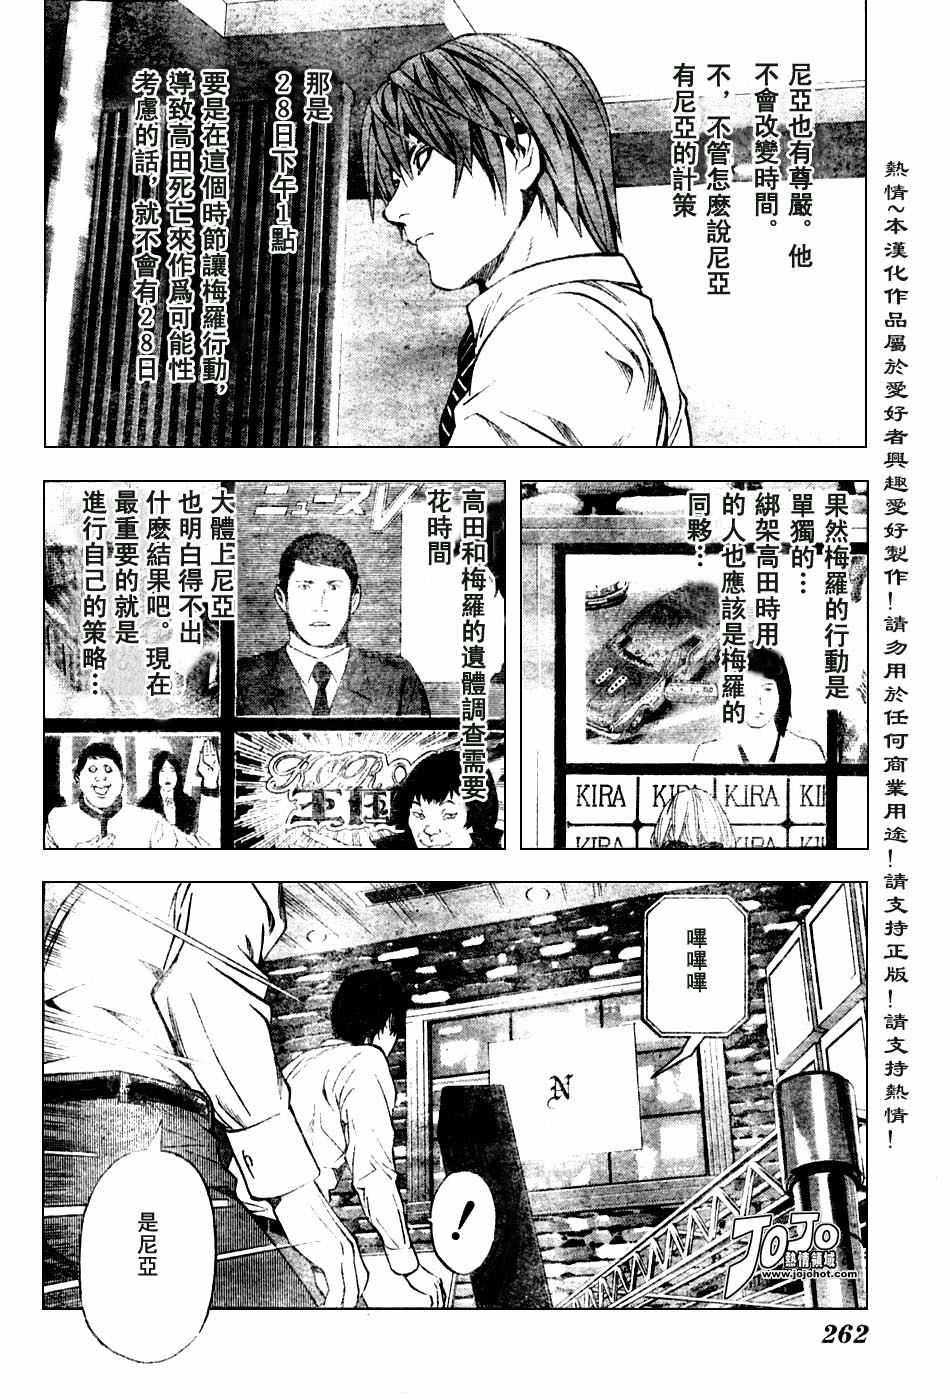 尼亞也有尊嚴。他
不會改變時間。
不，不管怎麽說尼亞
有尼亞的計策
那是
28日下午1點
要是在這個時節讓梅羅行動，
導致高田死亡來作爲可能性
考慮的話，就不會有28日
果然梅羅的行動是
單獨的…
綁架高田時用
的人也應該是梅羅的
同夥…
KIRA KIRA KIRA KI
KIRA KIRA KIRA KI
ニュースV
高田和梅羅的遺體調查需要
花時間
大體上尼亞
也明白得不出
什麽結果吧。現在
最重要的就是
進行自己的策略…
王国
嗶嗶嗶
N
！
是尼亞
JOJO
熱情領域
www.jojohot.com
262
熱情~本漢化作品屬於愛好者興趣愛好製作！請勿用於任何商業用途！請支持正版！請支持熱情！